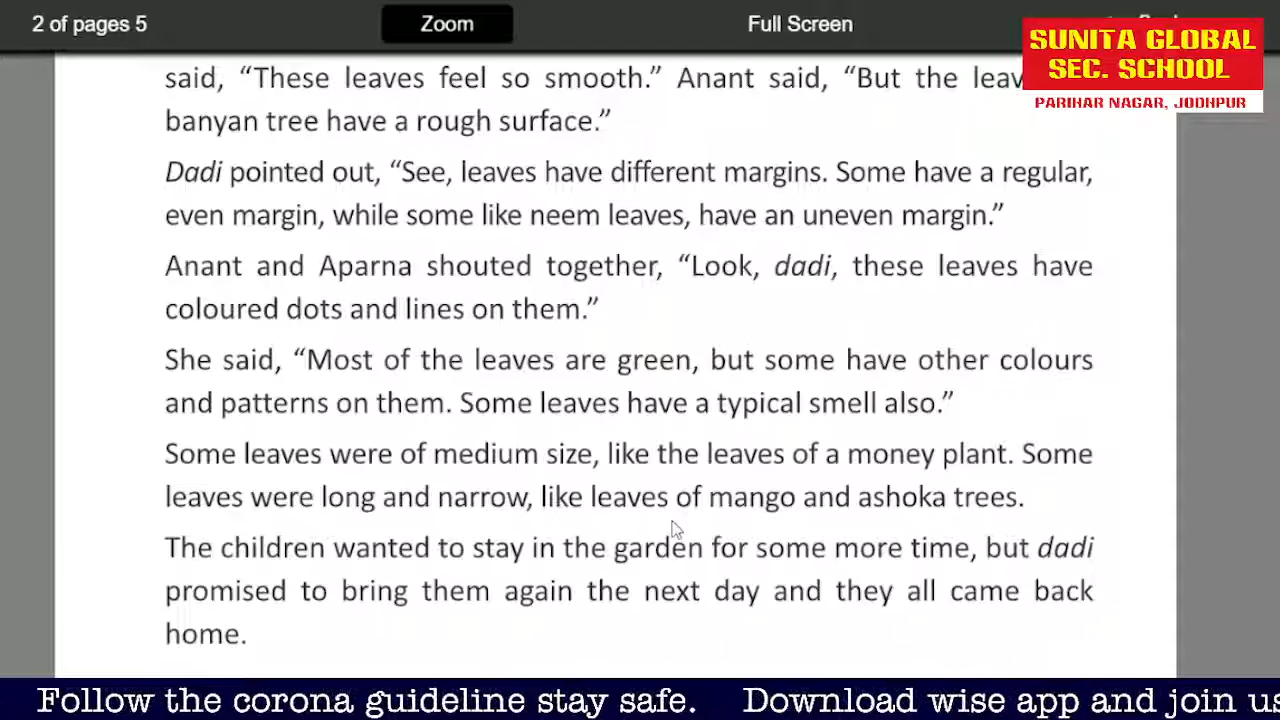 2 of pages 5 Zoom Full Screen
SUNITA GLOBAL
SEC. SCHOOL
PARIHAR NAGAR, JODHPUR
said, “These leaves feel so smooth.” Anant said, “But the
banyan tree have a rough surface.”
Dadi pointed out, “See, leaves have different margins. Some have a regular,
even margin, while some like neem leaves, have an uneven margin.”
Anant and Aparna shouted together, “Look, dadi, these leaves have
coloured dots and lines on them.”
She said, “Most of the leaves are green, but some have other colours
and patterns on them. Some leaves have a typical smell also.”
Some leaves were of medium size, like the leaves of a money plant. Some
leaves were long and narrow, like leaves of mango and ashoka trees.
The children wanted to stay in the garden for some more time, but dadi
promised to bring them again the next day and they all came back
home.
Follow the corona guideline stay safe. Download wise app and join us